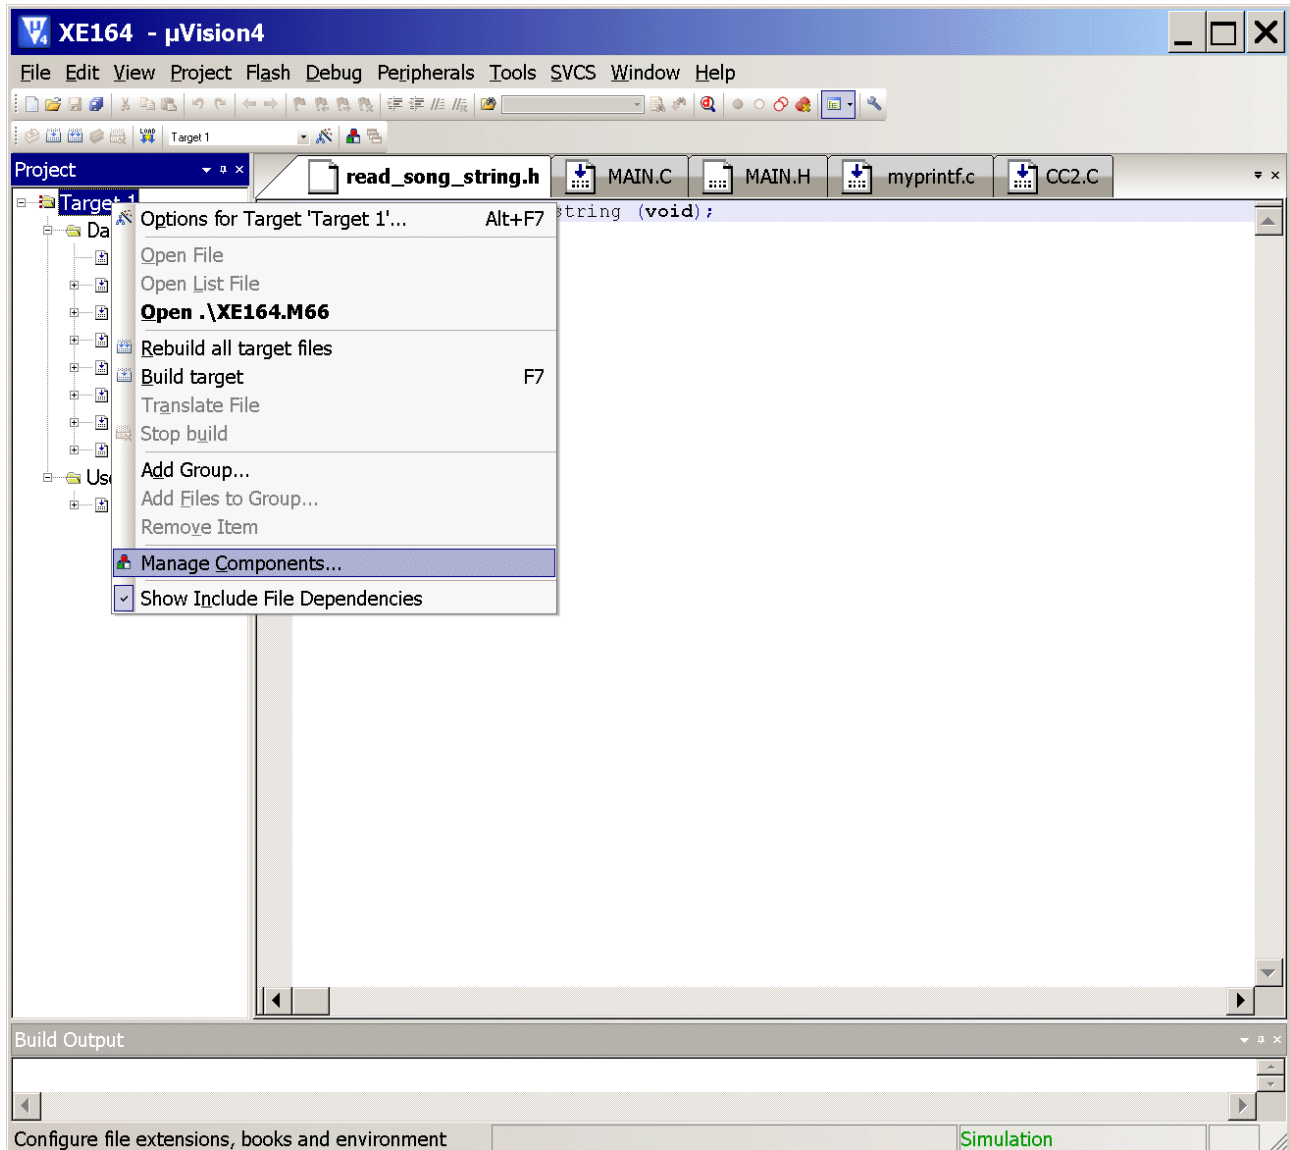 XE164 - µVision4
File Edit View Project Flash Debug Peripherals Tools SVCS Window Help
LOAD Target 1
Project
read_song_string.h MAIN.C MAIN.H myprintf.c CC2.C
Target 1
string (void);
Da
Use
Options for Target 'Target 1'... Alt+F7
Open File
Open List File
Open .\XE164.M66
Rebuild all target files
Build target F7
Translate File
Stop build
Add Group...
Add Files to Group...
Remove Item
Manage Components...
Show Include File Dependencies
Build Output
Configure file extensions, books and environment
Simulation